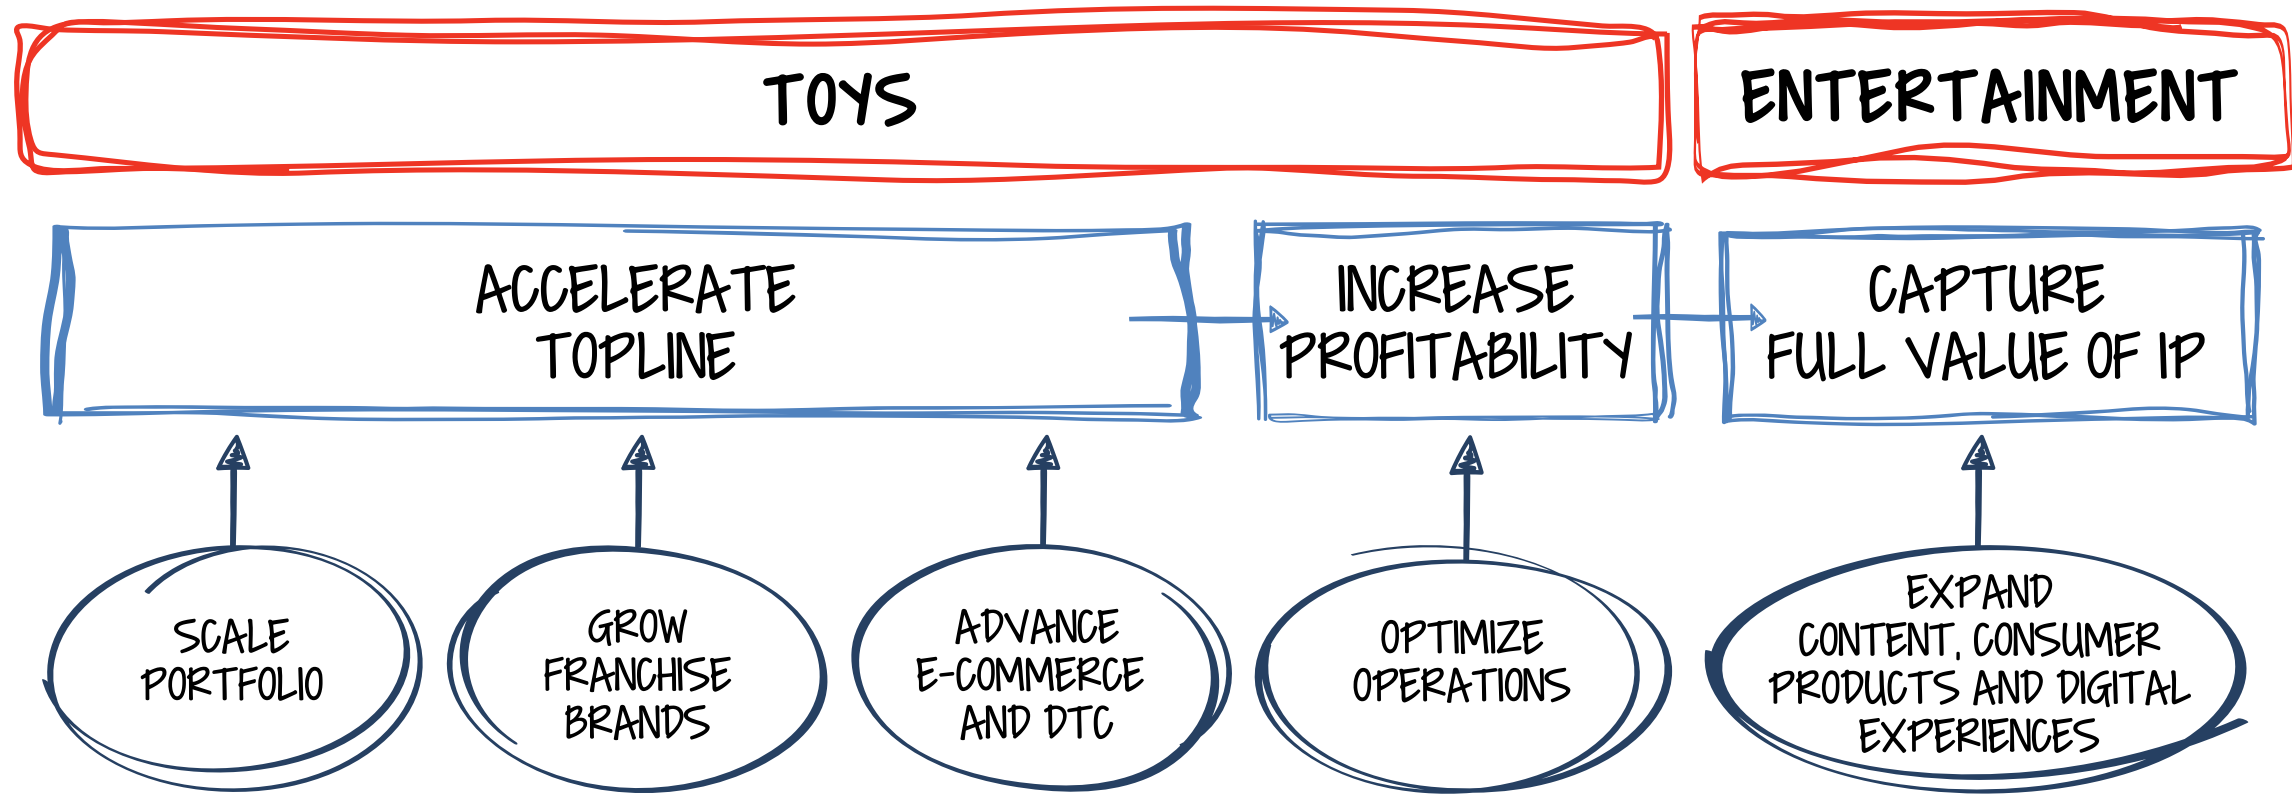 TOYS
ENTERTAINMENT
ACCELERATE
TOPLINE
INCREASE
PROFITABILITY
CAPTURE
FULL VALUE OF IP
SCALE
PORTFOLIO
GROW
FRANCHISE
BRANDS
ADVANCE
E-COMMERCE
AND DTC
OPTIMIZE
OPERATIONS
EXPAND
CONTENT, CONSUMER
PRODUCTS AND DIGITAL
EXPERIENCES